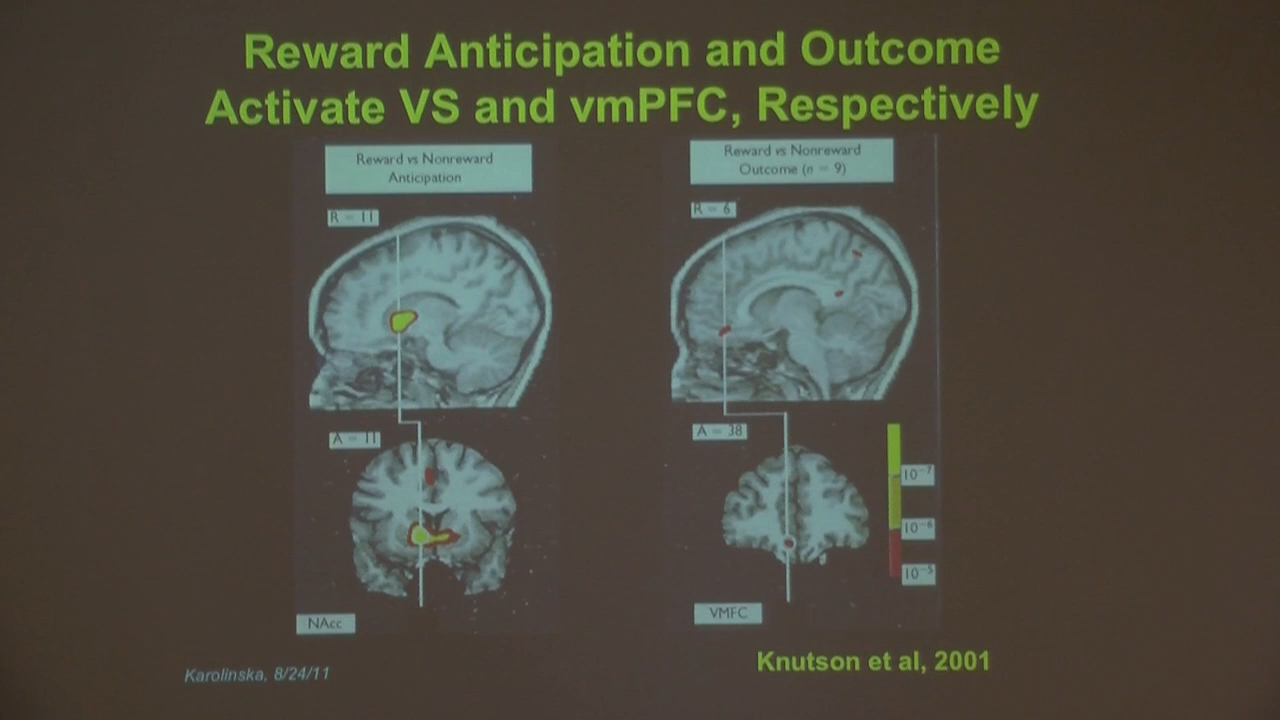 Reward Anticipation and Outcome
Activate VS and vmPFC, Respectively
Reward vs Nonreward
Anticipation
R = 11
A = 11
NAcc
Reward vs Nonreward
Outcome (n = 9)
R = 6
A = 38
10⁻⁷
10⁻⁶
10⁻⁵
VMFC
Karolinska, 8/24/11
Knutson et al, 2001